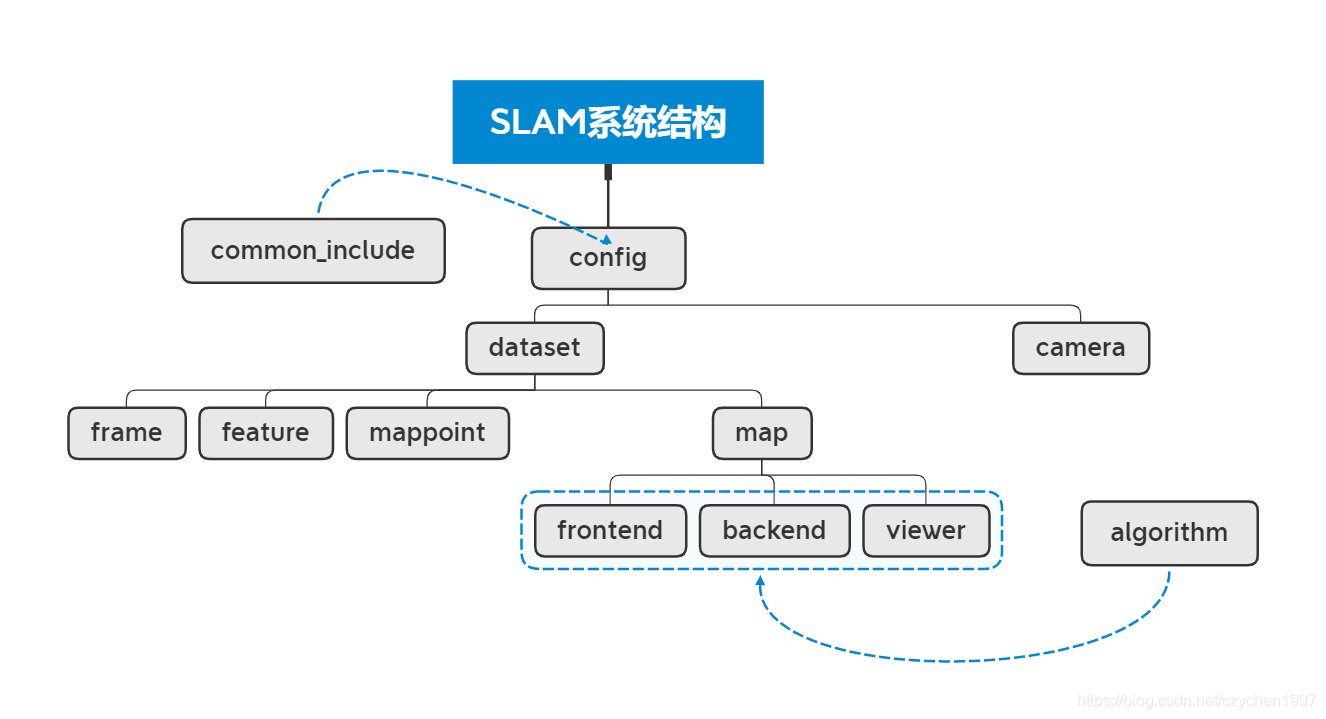 SLAM系统结构
common_include
config
dataset
camera
frame
feature
mappoint
map
frontend
backend
viewer
algorithm
https://blog.csdn.net/czychen1997